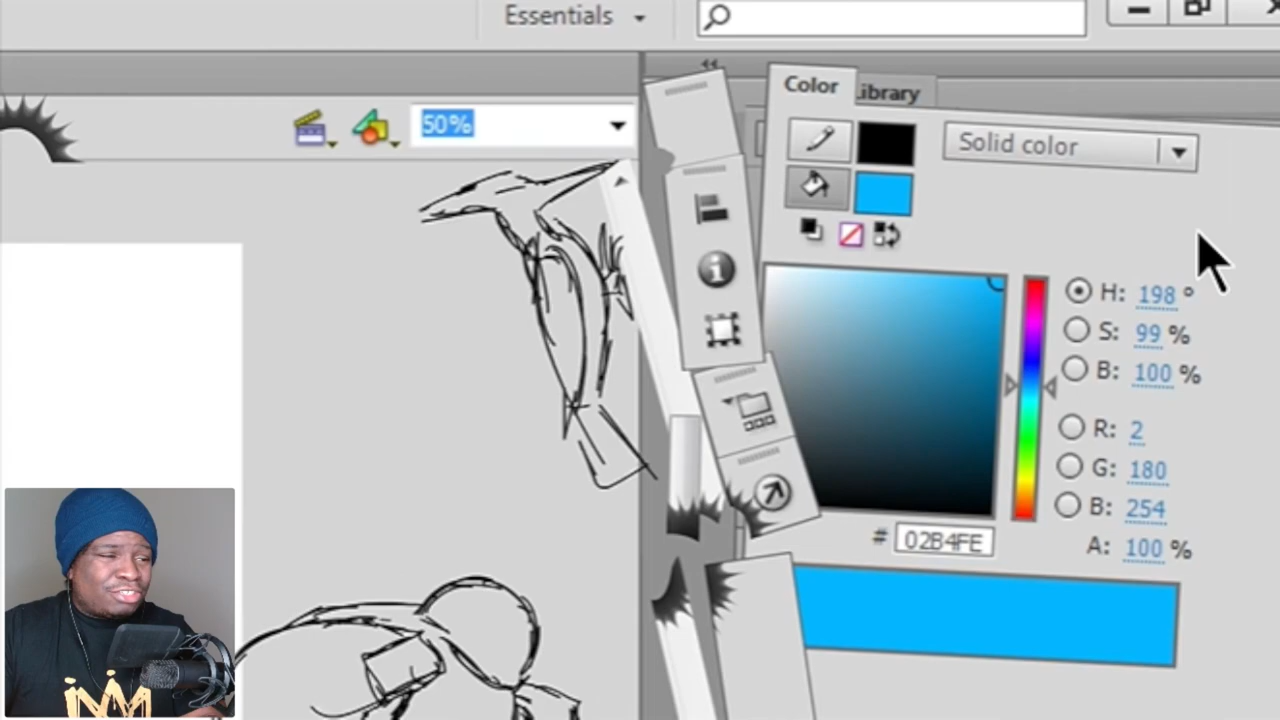 Essentials
50%
Color
Library
Solid color
H: 198 °
S: 99 %
B: 100 %
R: 2
G: 180
B: 254
# 02B4FE
A: 100 %